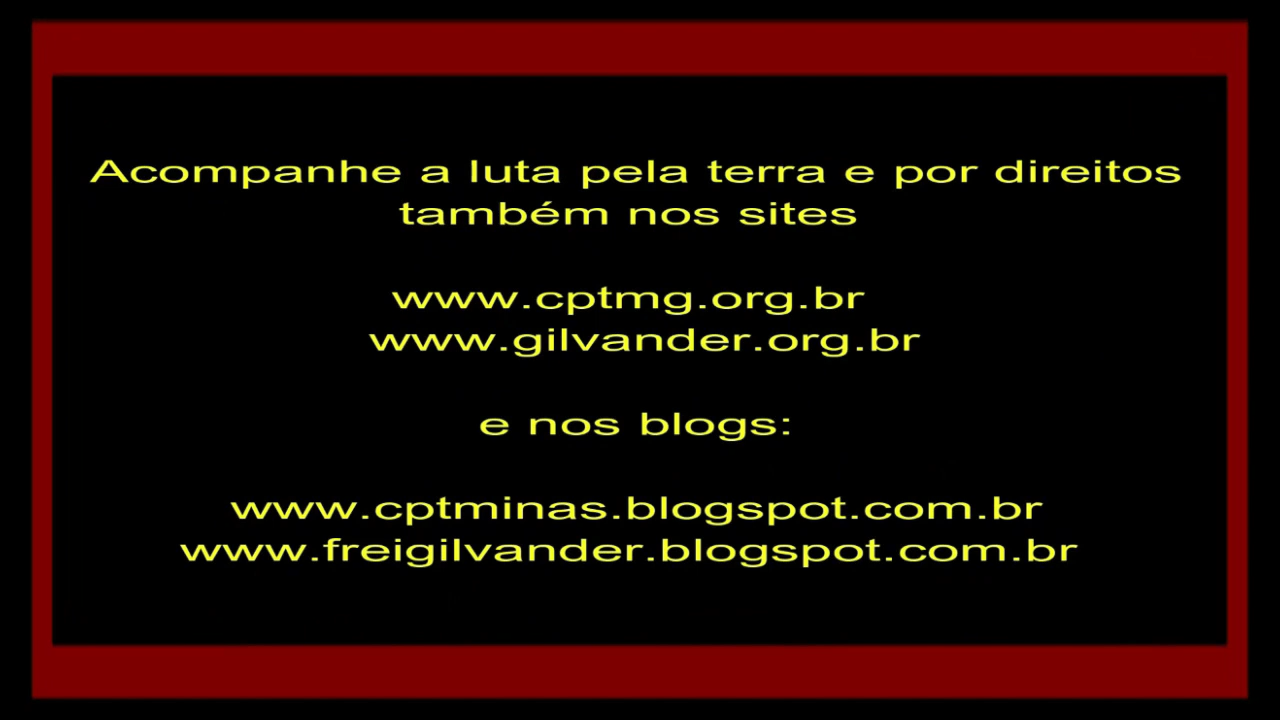 Acompanhe a luta pela terra e por direitos
também nos sites
www.cptmg.org.br
www.gilvander.org.br
e nos blogs:
www.cptminas.blogspot.com.br
www.freigilvander.blogspot.com.br